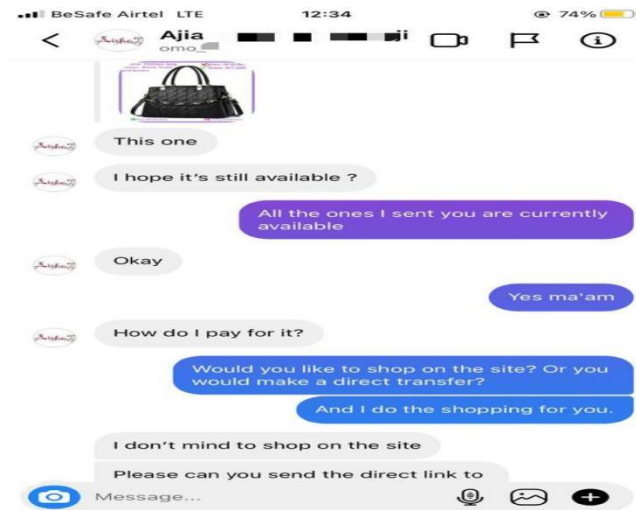 BeSafe Airtel LTE 12:34 74%
Ajia ji
omo_
This one
I hope it's still available ?
All the ones I sent you are currently
available
Okay
Yes ma'am
How do I pay for it?
Would you like to shop on the site? Or you
would make a direct transfer?
And I do the shopping for you.
I don't mind to shop on the site
Please can you send the direct link to
Message...